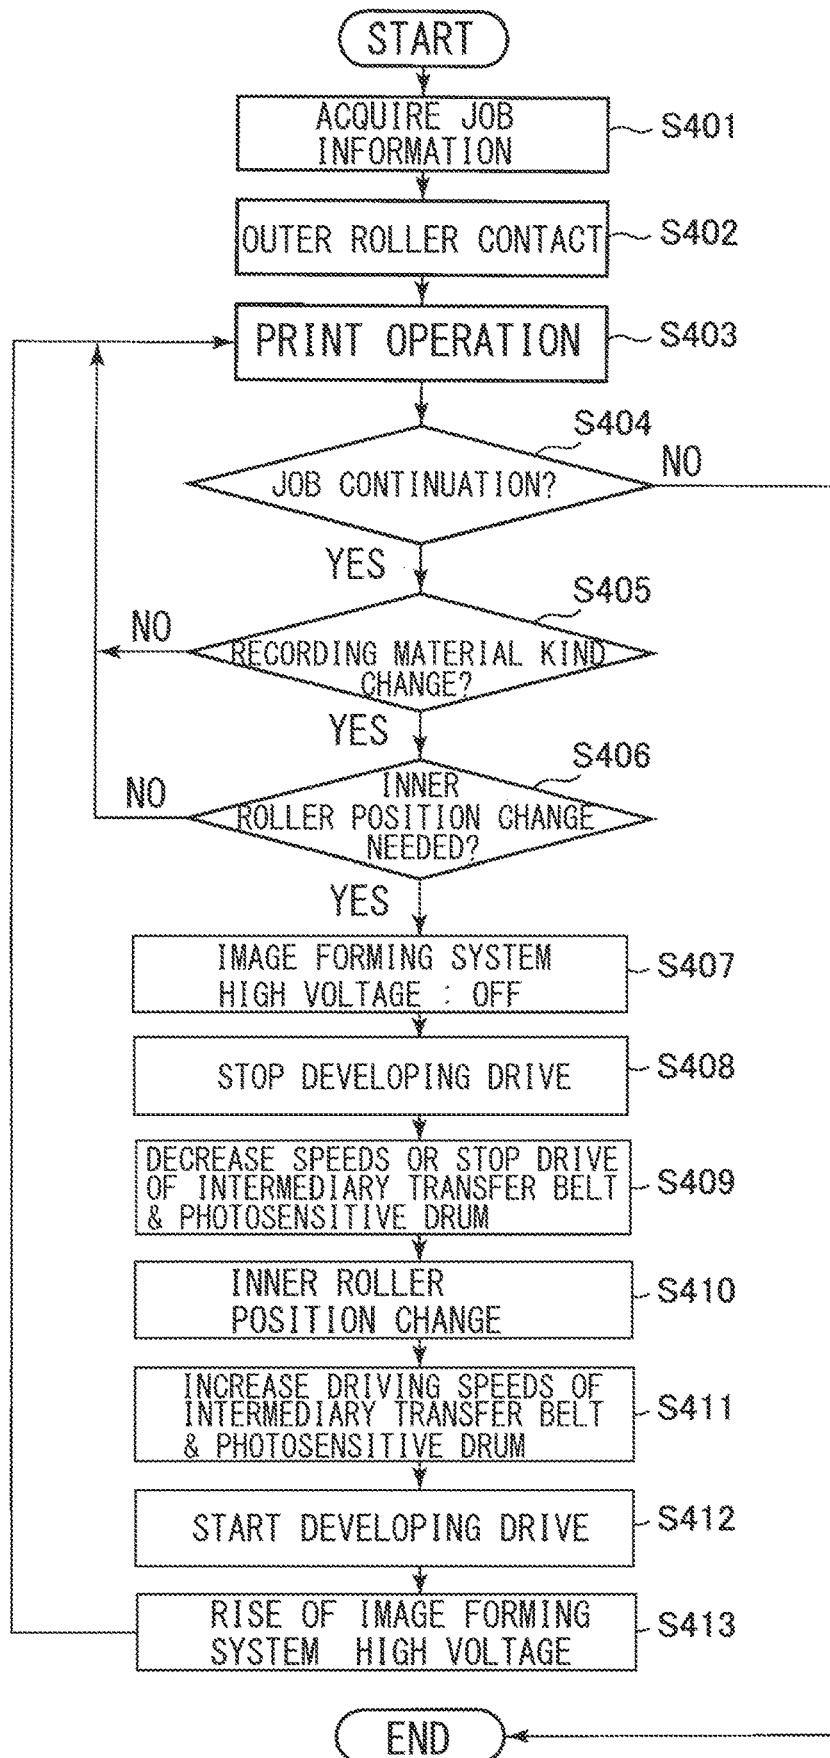 START
ACQUIRE JOB
INFORMATION
S401
OUTER ROLLER CONTACT
S402
PRINT OPERATION
S403
S404
JOB CONTINUATION?
NO
YES
S405
NO
RECORDING MATERIAL KIND
CHANGE?
YES
S406
NO
INNER
ROLLER POSITION CHANGE
NEEDED?
YES
IMAGE FORMING SYSTEM
HIGH VOLTAGE : OFF
S407
STOP DEVELOPING DRIVE
S408
DECREASE SPEEDS OR STOP DRIVE
OF INTERMEDIARY TRANSFER BELT
& PHOTOSENSITIVE DRUM
S409
INNER ROLLER
POSITION CHANGE
S410
INCREASE DRIVING SPEEDS OF
INTERMEDIARY TRANSFER BELT
& PHOTOSENSITIVE DRUM
S411
START DEVELOPING DRIVE
S412
RISE OF IMAGE FORMING
SYSTEM HIGH VOLTAGE
S413
END